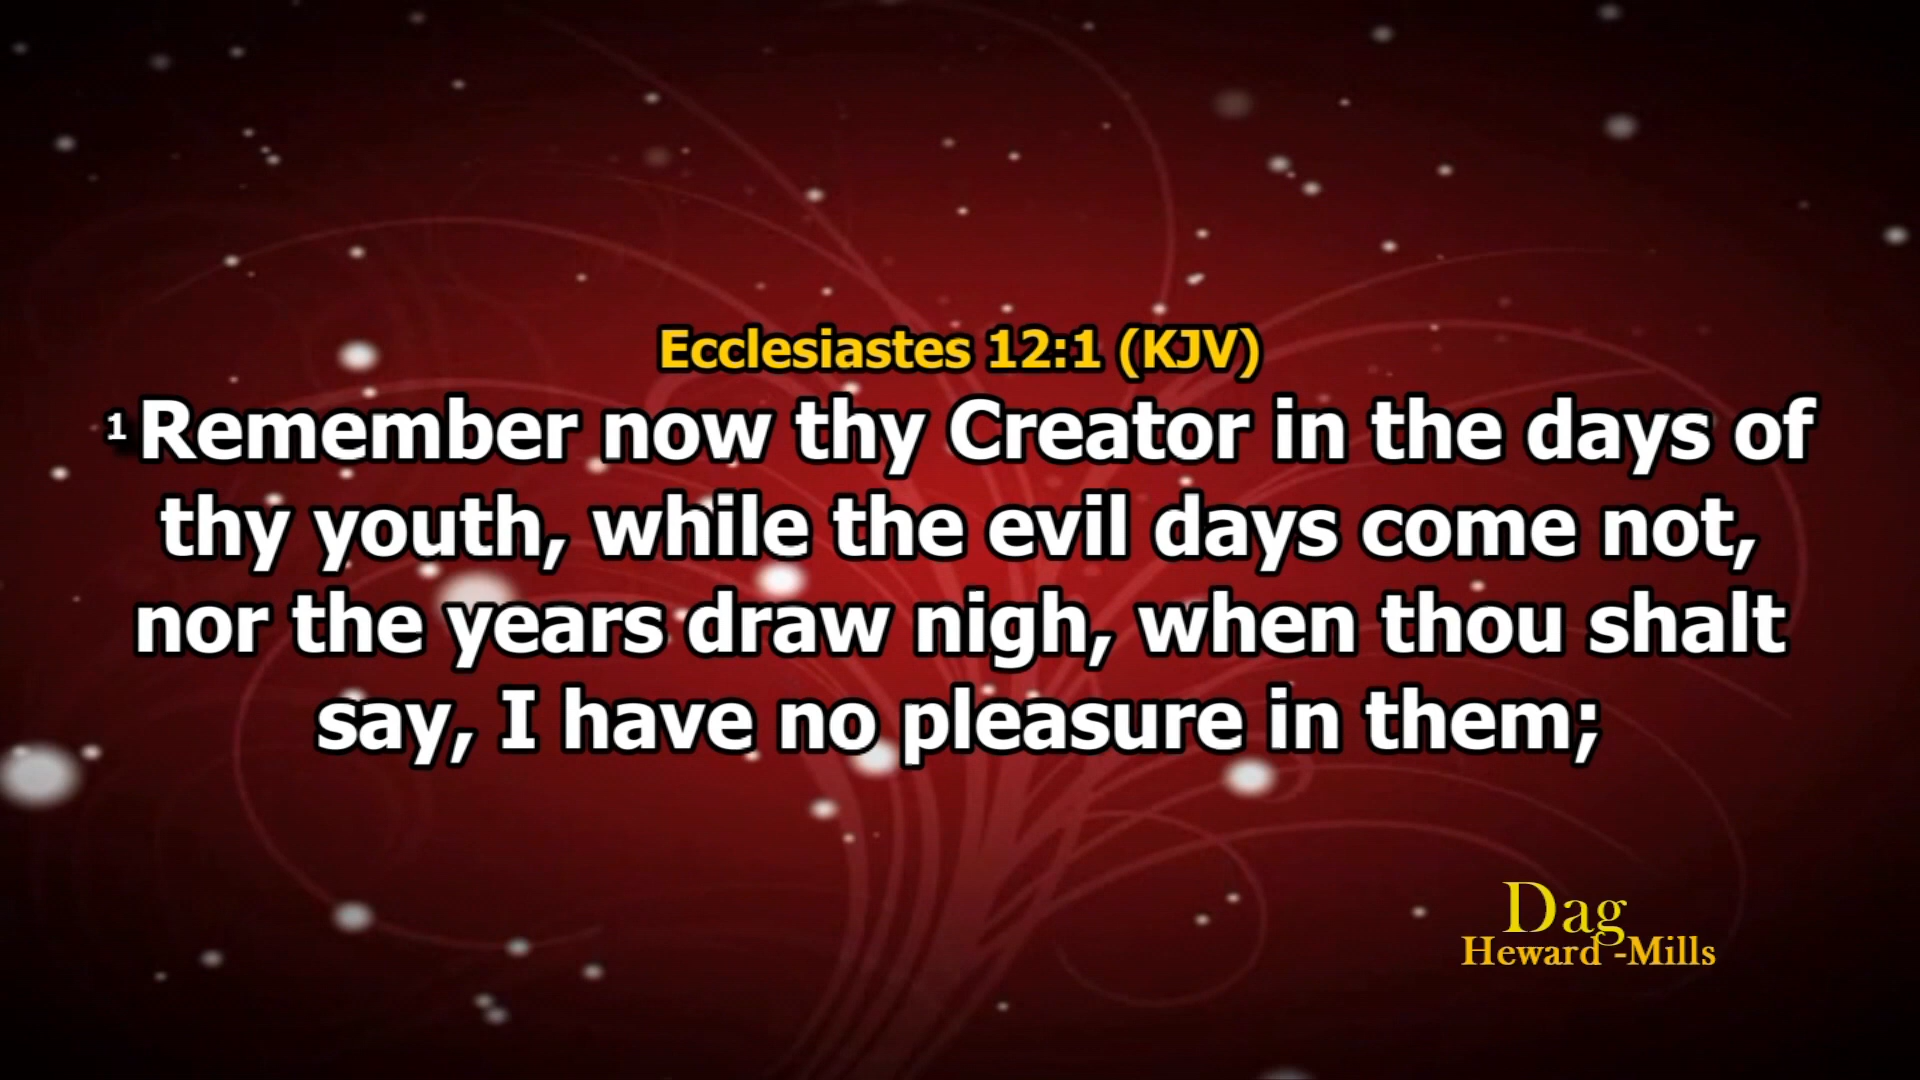 Ecclesiastes 12:1 (KJV)
1 Remember now thy Creator in the days of
thy youth, while the evil days come not,
nor the years draw nigh, when thou shalt
say, I have no pleasure in them;
Dag
Heward -Mills